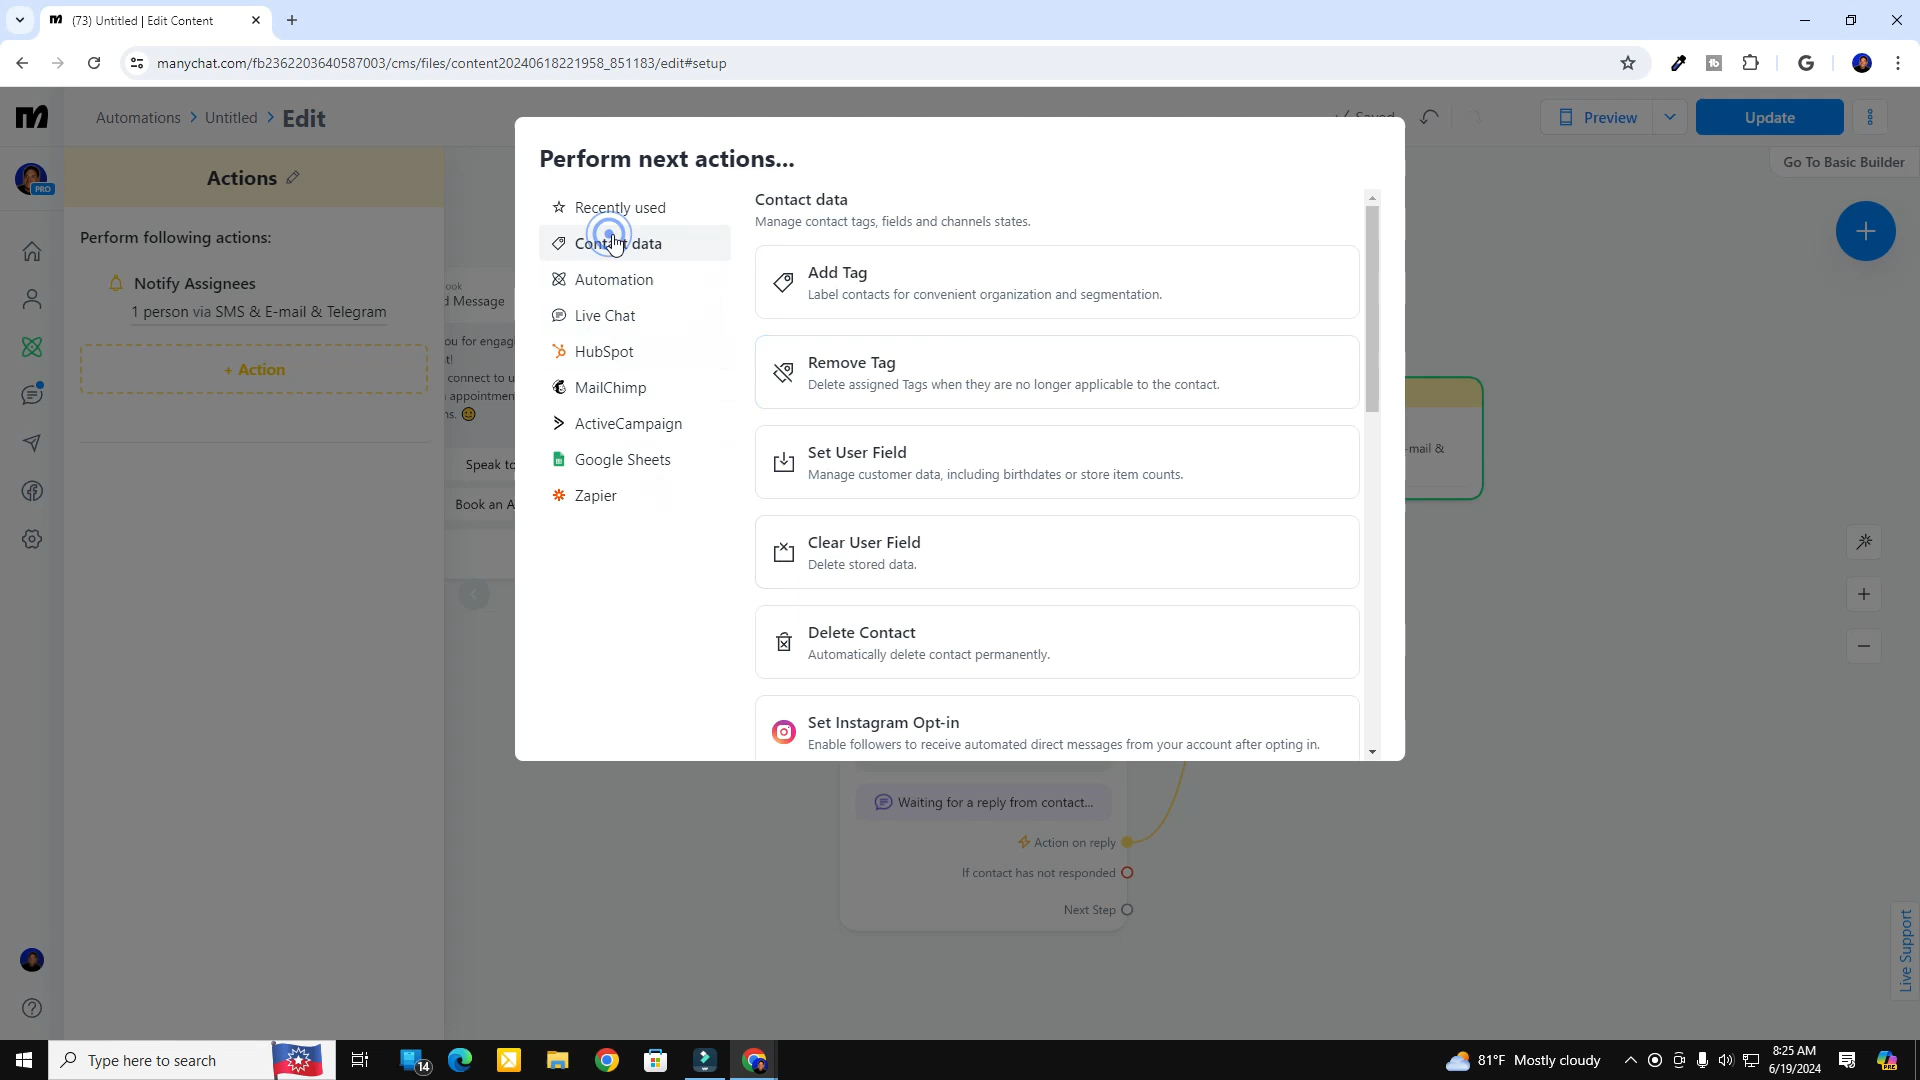 (73) Untitled | Edit Content
manychat.com/fb2362203640587003/cms/files/content20240618221958_851183/edit#setup
Automations > Untitled > Edit
Saved
Preview
Update
Go To Basic Builder
PRO
Actions
Perform following actions:
Notify Assignees
1 person via SMS & E-mail & Telegram
+ Action
ook
d Message
ou for engag
connect to u
appointmen
Speak to
Book an A
Perform next actions...
Recently used
Contact data
Automation
Live Chat
HubSpot
MailChimp
ActiveCampaign
Google Sheets
Zapier
Contact data
Manage contact tags, fields and channels states.
Add Tag
Label contacts for convenient organization and segmentation.
Remove Tag
Delete assigned Tags when they are no longer applicable to the contact.
Set User Field
Manage customer data, including birthdates or store item counts.
Clear User Field
Delete stored data.
Delete Contact
Automatically delete contact permanently.
Set Instagram Opt-in
Enable followers to receive automated direct messages from your account after opting in.
-mail &
Waiting for a reply from contact...
Action on reply
If contact has not responded
Next Step
Live Support
Type here to search
14
81°F Mostly cloudy
8:25 AM
6/19/2024